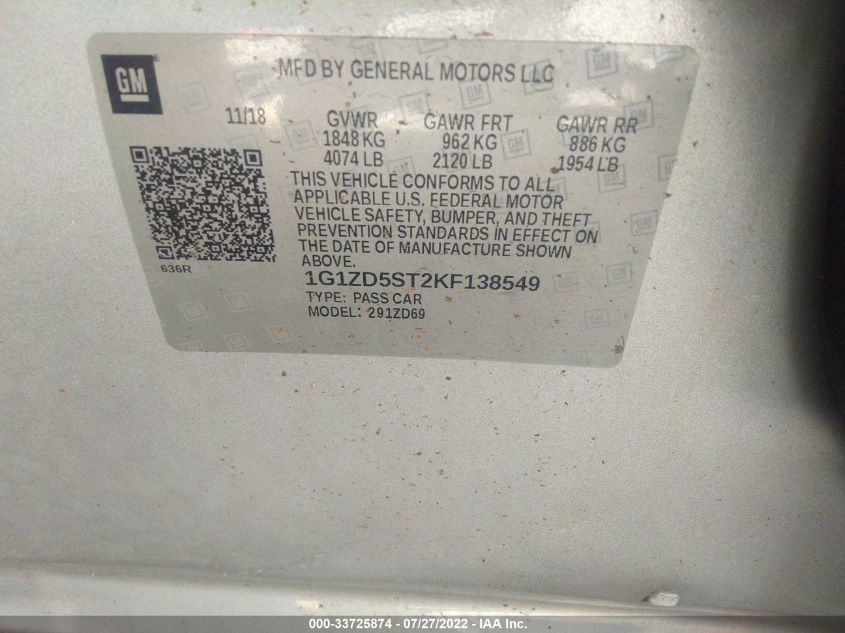 GM
MFD BY GENERAL MOTORS LLC
11/18 GVWR GAWR FRT GAWR RR
1848 KG 962 KG 886 KG
4074 LB 2120 LB 1954 LB
THIS VEHICLE CONFORMS TO ALL
APPLICABLE U.S. FEDERAL MOTOR
VEHICLE SAFETY, BUMPER, AND THEFT
PREVENTION STANDARDS IN EFFECT ON
THE DATE OF MANUFACTURE SHOWN
ABOVE.
636R
1G1ZD5ST2KF138549
TYPE: PASS CAR
MODEL: 291ZD69
000-33725874 / 07/27/2022 - IAA Inc.